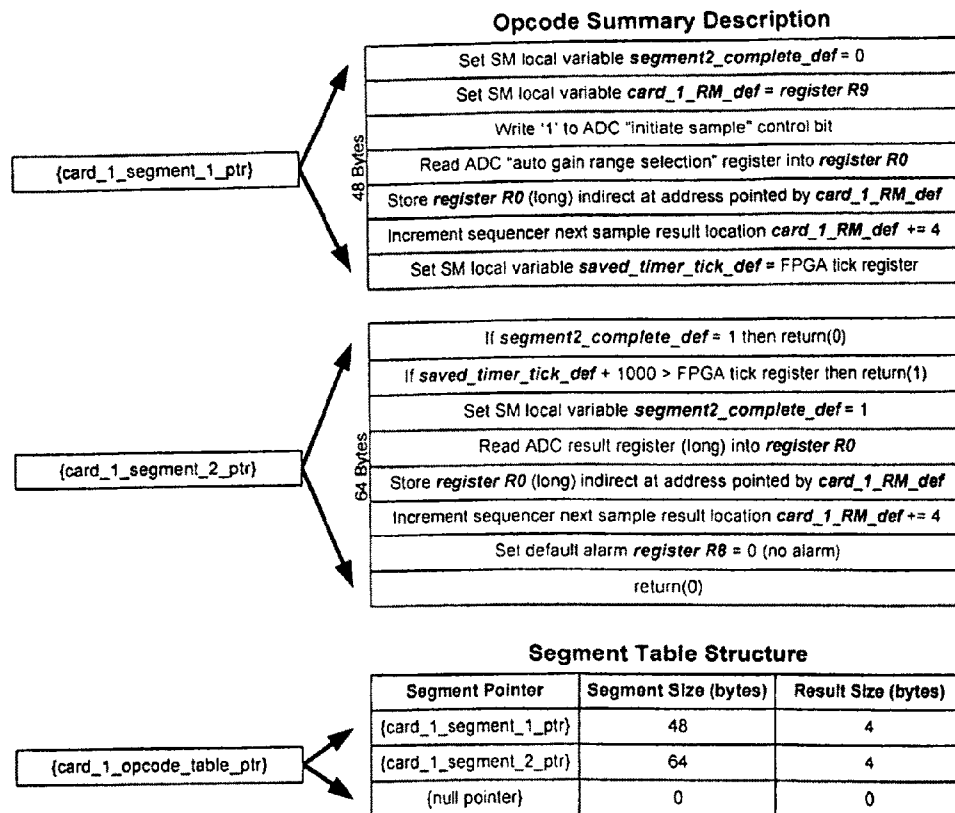 Opcode Summary Description
Set SM local variable segment2_complete_def = 0
Set SM local variable card_1_RM_def = register R9
Write '1' to ADC "initiate sample" control bit
{card_1_segment_1_ptr}
48 Bytes
Read ADC "auto gain range selection" register into register R0
Store register R0 (long) indirect at address pointed by card_1_RM_def
Increment sequencer next sample result location card_1_RM_def += 4
Set SM local variable saved_timer_tick_def = FPGA tick register
If segment2_complete_def = 1 then return(0)
If saved_timer_tick_def + 1000 > FPGA tick register then return(1)
Set SM local variable segment2_complete_def = 1
Read ADC result register (long) into register R0
{card_1_segment_2_ptr}
64 Bytes
Store register R0 (long) indirect at address pointed by card_1_RM_def
Increment sequencer next sample result location card_1_RM_def += 4
Set default alarm register R8 = 0 (no alarm)
return(0)
Segment Table Structure
Segment Pointer Segment Size (bytes) Result Size (bytes)
{card_1_segment_1_ptr} 48 4
{card_1_opcode_table_ptr}
{card_1_segment_2_ptr} 64 4
{null pointer} 0 0